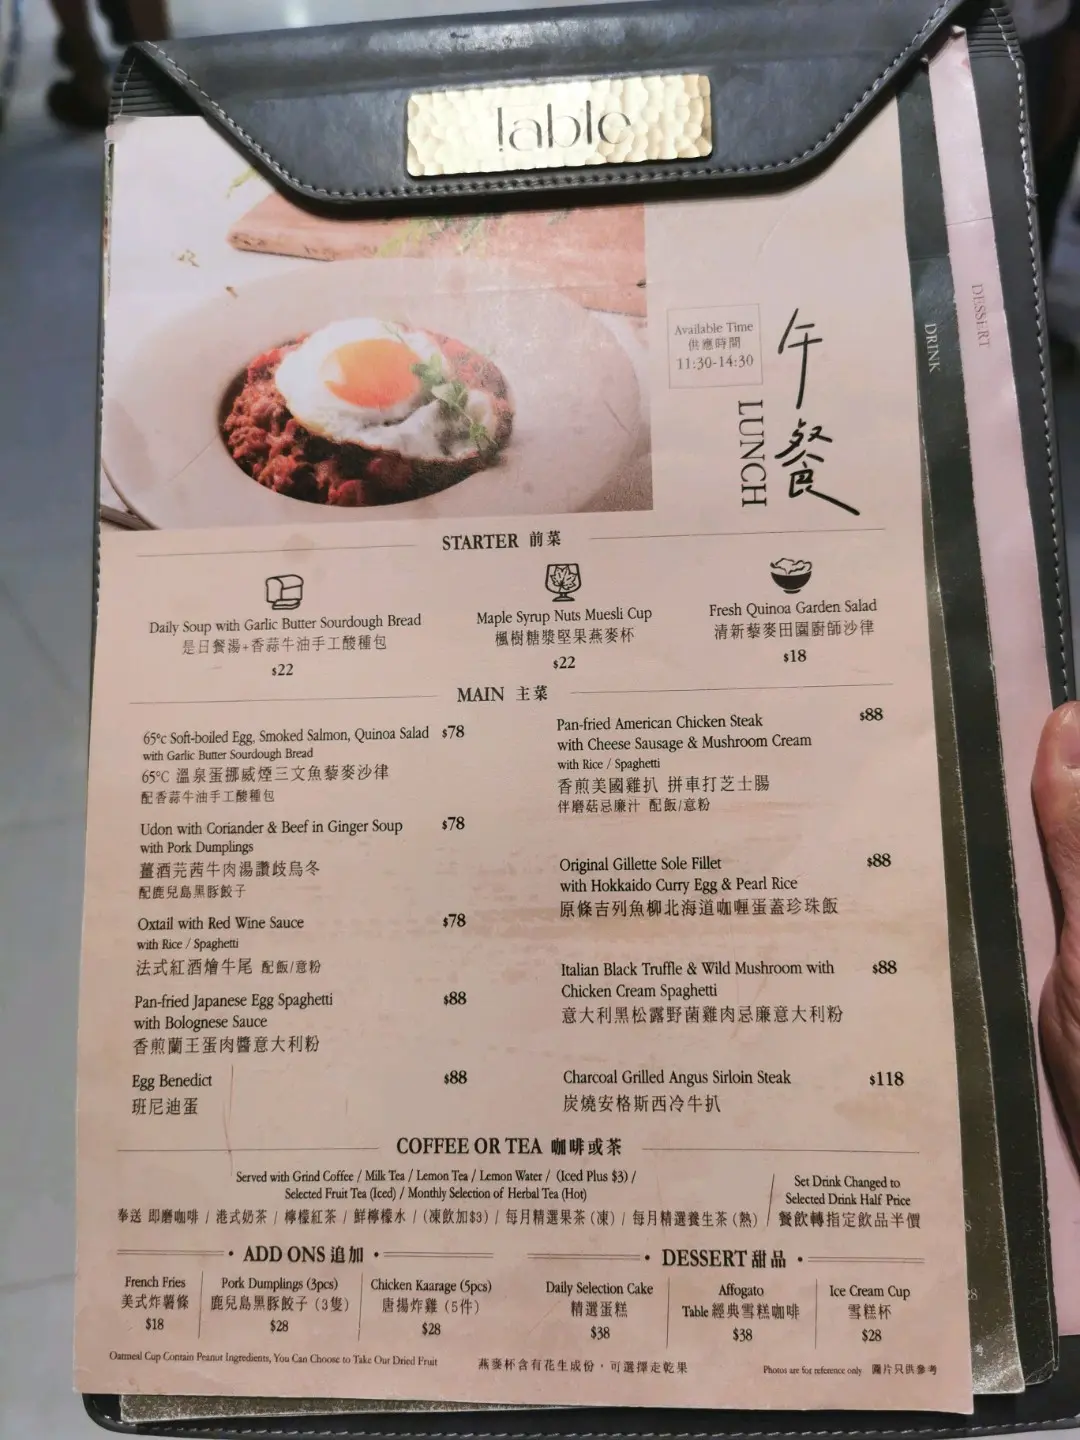 Table
Available Time
供應時間
11:30-14:30
午餐
LUNCH
DRINK
DESSERT
STARTER 前菜
Daily Soup with Garlic Butter Sourdough Bread
是日餐湯+香蒜牛油手工酸種包
$22
Maple Syrup Nuts Muesli Cup
楓樹糖漿堅果燕麥杯
$22
Fresh Quinoa Garden Salad
清新藜麥田園廚師沙律
$18
MAIN 主菜
65°c Soft-boiled Egg, Smoked Salmon, Quinoa Salad $78
with Garlic Butter Sourdough Bread
65°C 溫泉蛋挪威煙三文魚藜麥沙律
配香蒜牛油手工酸種包
Udon with Coriander & Beef in Ginger Soup $78
with Pork Dumplings
薑酒芫茜牛肉湯讚岐烏冬
配鹿兒島黑豚餃子
Oxtail with Red Wine Sauce $78
with Rice / Spaghetti
法式紅酒燴牛尾 配飯/意粉
Pan-fried Japanese Egg Spaghetti $88
with Bolognese Sauce
香煎蘭王蛋肉醬意大利粉
Egg Benedict $88
班尼迪蛋
Pan-fried American Chicken Steak $88
with Cheese Sausage & Mushroom Cream
with Rice / Spaghetti
香煎美國雞扒 拼車打芝士腸
伴磨菇忌廉汁 配飯/意粉
Original Gillette Sole Fillet $88
with Hokkaido Curry Egg & Pearl Rice
原條吉列魚柳北海道咖喱蛋蓋珍珠飯
Italian Black Truffle & Wild Mushroom with $88
Chicken Cream Spaghetti
意大利黑松露野菌雞肉忌廉意大利粉
Charcoal Grilled Angus Sirloin Steak $118
炭燒安格斯西冷牛扒
COFFEE OR TEA 咖啡或茶
Served with Grind Coffee / Milk Tea / Lemon Tea / Lemon Water / (Iced Plus $3) /
Selected Fruit Tea (Iced) / Monthly Selection of Herbal Tea (Hot)
奉送 即磨咖啡 / 港式奶茶 / 檸檬紅茶 / 鮮檸檬水 / (凍飲加$3) / 每月精選果茶 (凍) / 每月精選養生茶 (熱)
Set Drink Changed to
Selected Drink Half Price
餐飲轉指定飲品半價
• ADD ONS 追加 •
French Fries
美式炸薯條
$18
Pork Dumplings (3pcs)
鹿兒島黑豚餃子 (3隻)
$28
Chicken Kaarage (5pcs)
唐揚炸雞 (5件)
$28
• DESSERT 甜品 •
Daily Selection Cake
精選蛋糕
$38
Affogato
Table 經典雪糕咖啡
$38
Ice Cream Cup
雪糕杯
$28
Oatmeal Cup Contain Peanut Ingredients, You Can Choose to Take Our Dried Fruit
燕麥杯含有花生成份，可選擇走乾果
Photos are for reference only 圖片只供參考